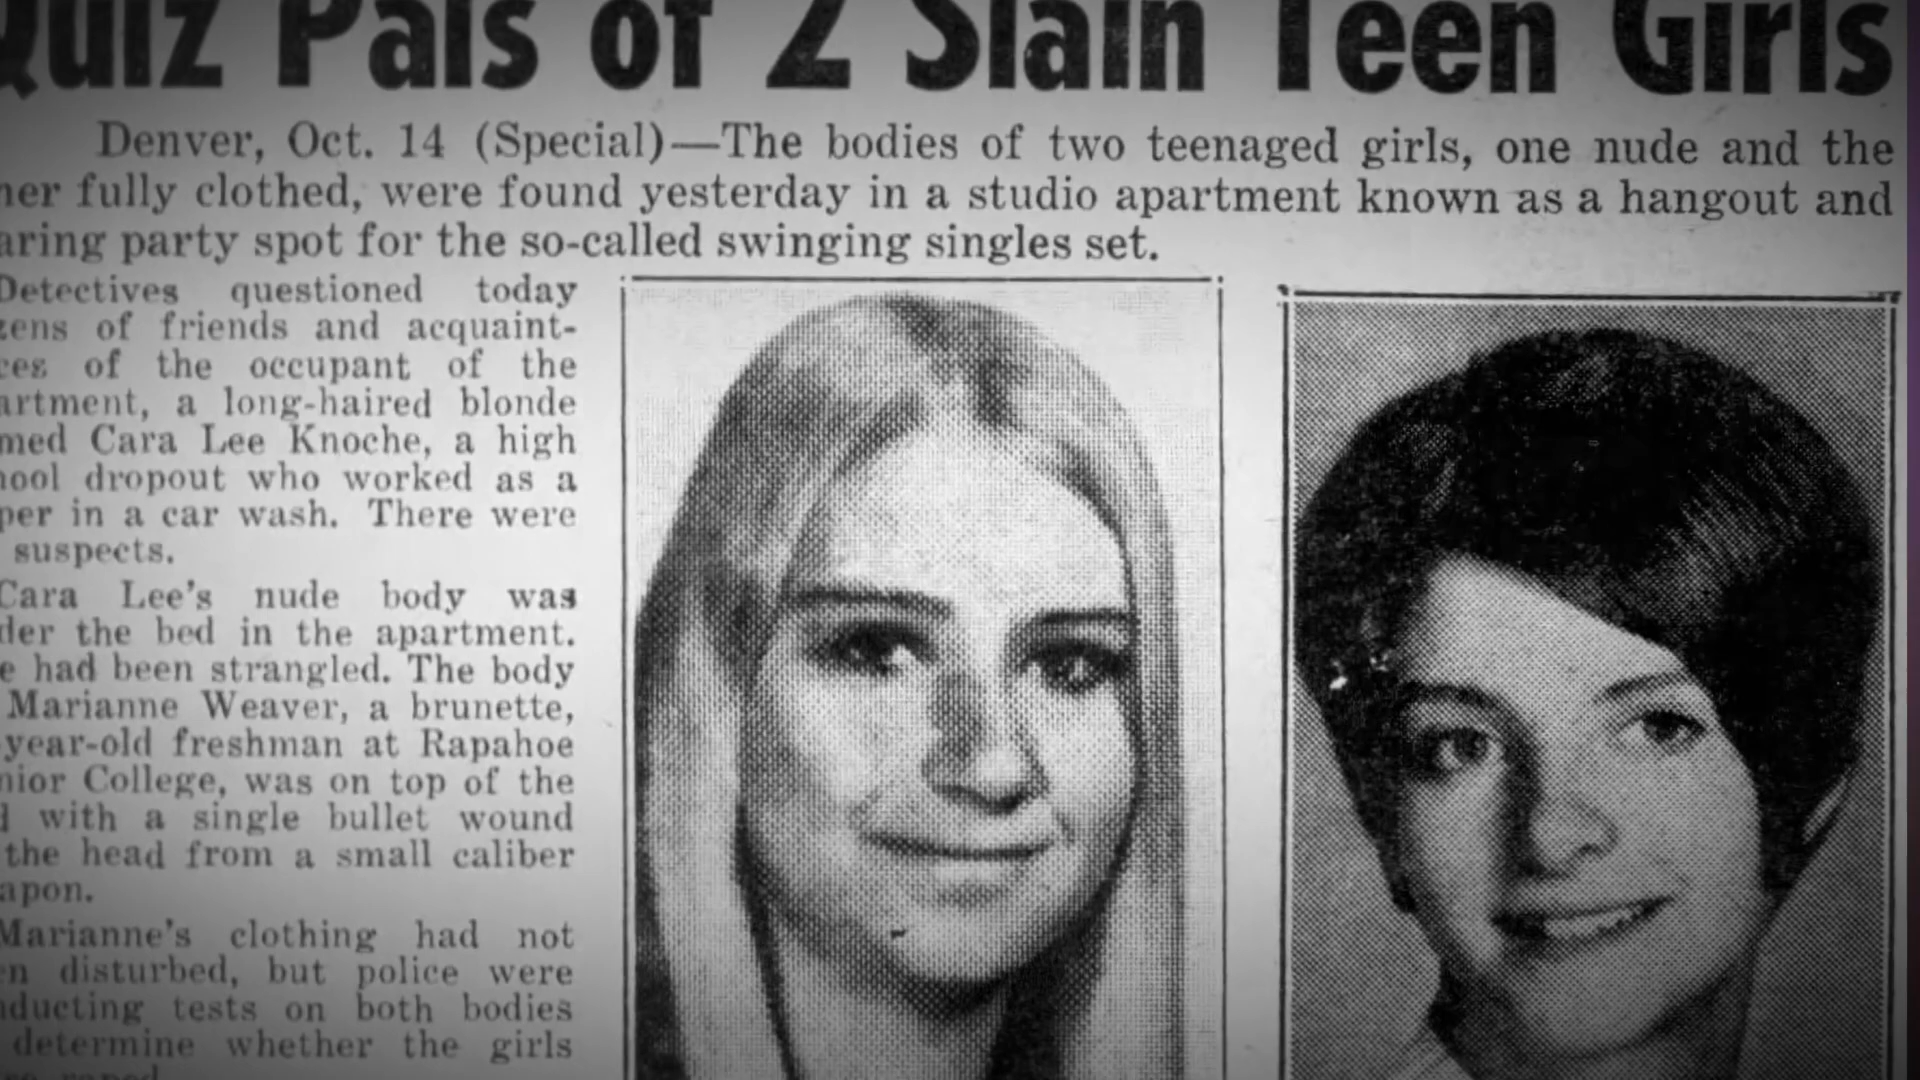 Quiz Pals of 2 Slain Teen Girls
Denver, Oct. 14 (Special)—The bodies of two teenaged girls, one nude and the
her fully clothed, were found yesterday in a studio apartment known as a hangout and
aring party spot for the so-called swinging singles set.
Detectives questioned today
zens of friends and acquaint-
ces of the occupant of the
artment, a long-haired blonde
med Cara Lee Knoche, a high
hool dropout who worked as a
per in a car wash. There were
suspects.
Cara Lee's nude body was
der the bed in the apartment.
e had been strangled. The body
Marianne Weaver, a brunette,
-year-old freshman at Rapahoe
nior College, was on top of the
d with a single bullet wound
the head from a small caliber
apon.
Marianne's clothing had not
en disturbed, but police were
nducting tests on both bodies
determine whether the girls
raped